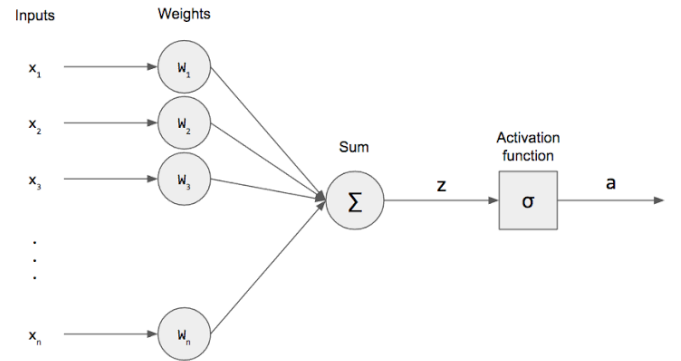 Inputs
Weights
x₁
W₁
x₂
W₂
x₃
W₃
Sum
Σ
z
Activation
function
σ
a
.
.
.
xₙ
Wₙ